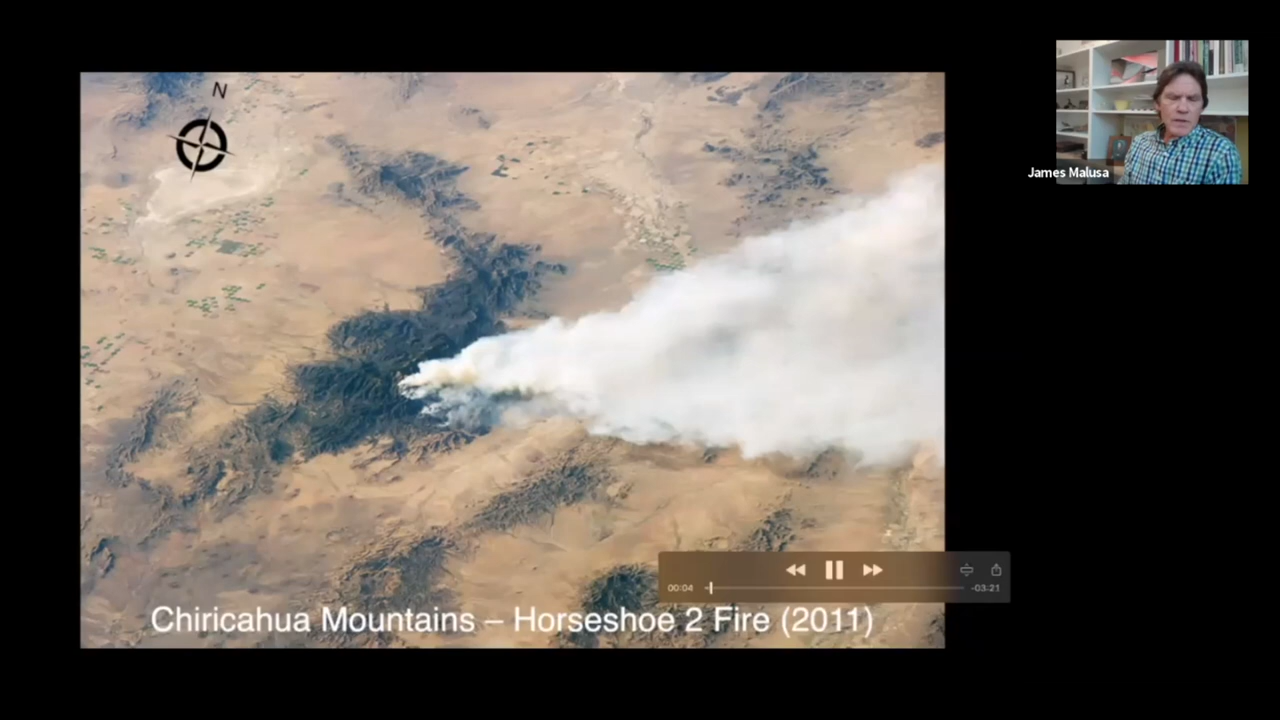 N
James Malusa
00:04
-03:21
Chiricahua Mountains – Horseshoe 2 Fire (2011)